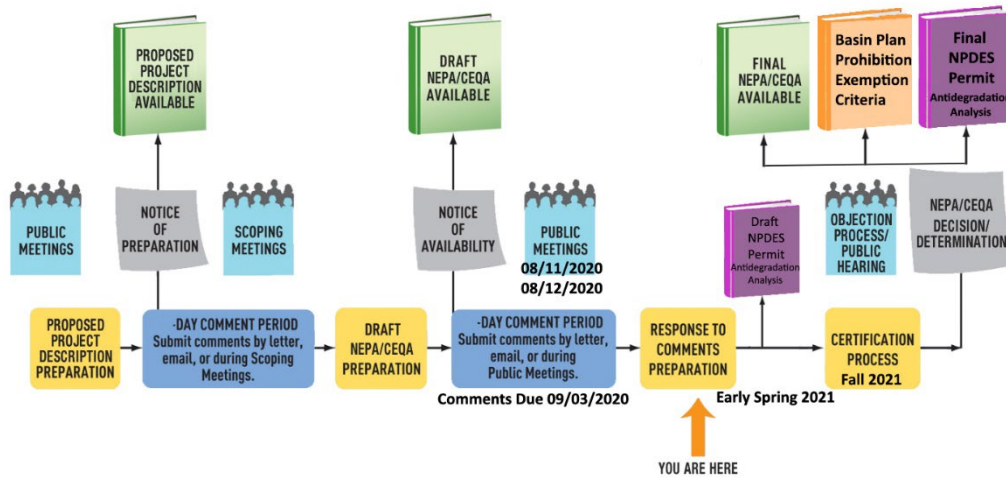 PROPOSED
PROJECT
DESCRIPTION
AVAILABLE
DRAFT
NEPA/CEQA
AVAILABLE
FINAL
NEPA/CEQA
AVAILABLE
Basin Plan
Prohibition
Exemption
Criteria
Final
NPDES
Permit
Antidegradation
Analysis
PUBLIC
MEETINGS
NOTICE
OF
PREPARATION
SCOPING
MEETINGS
NOTICE
OF
AVAILABILITY
PUBLIC
MEETINGS
08/11/2020
08/12/2020
Draft
NPDES
Permit
Antidegradation
Analysis
OBJECTION
PROCESS/
PUBLIC
HEARING
NEPA/CEQA
DECISION/
DETERMINATION
PROPOSED
PROJECT
DESCRIPTION
PREPARATION
-DAY COMMENT PERIOD
Submit comments by letter,
email, or during Scoping
Meetings.
DRAFT
NEPA/CEQA
PREPARATION
-DAY COMMENT PERIOD
Submit comments by letter,
email, or during
Public Meetings.
RESPONSE TO
COMMENTS
PREPARATION
CERTIFICATION
PROCESS
Fall 2021
Comments Due 09/03/2020
Early Spring 2021
YOU ARE HERE